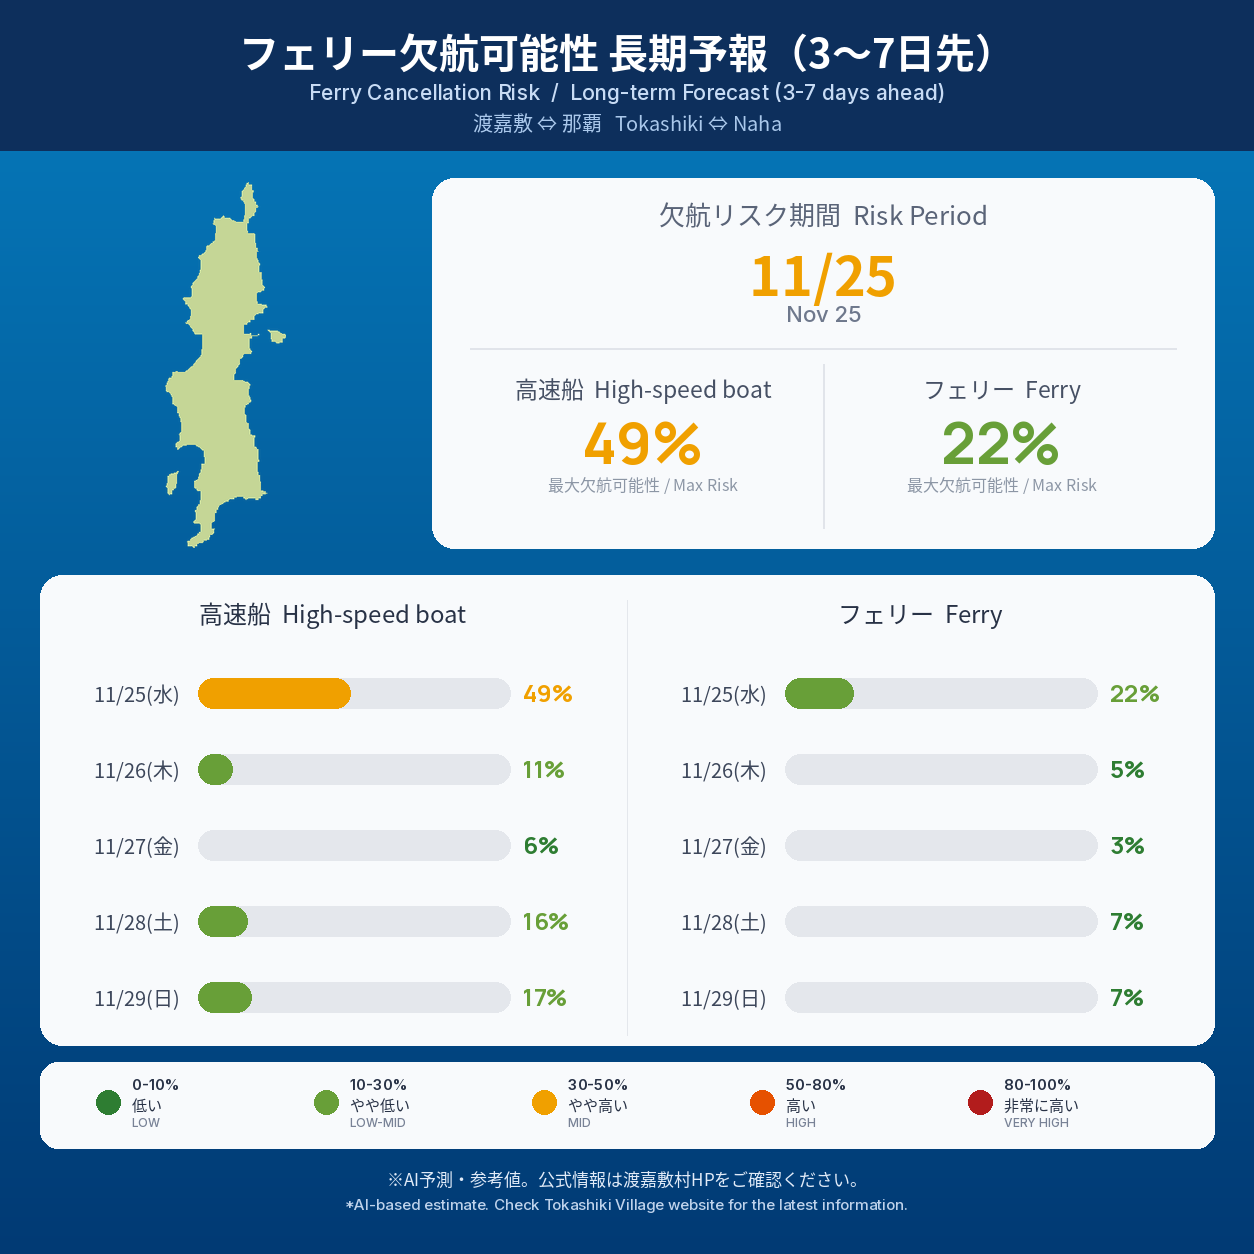 フェリー欠航可能性 長期予報（3〜7日先）
Ferry Cancellation Risk / Long-term Forecast (3-7 days ahead)
渡嘉敷 ⇔ 那覇 Tokashiki ⇔ Naha
欠航リスク期間 Risk Period
11/25
Nov 25
高速船 High-speed boat
49%
最大欠航可能性 / Max Risk
フェリー Ferry
22%
最大欠航可能性 / Max Risk
高速船 High-speed boat
11/25(水) 49%
11/26(木) 11%
11/27(金) 6%
11/28(土) 16%
11/29(日) 17%
フェリー Ferry
11/25(水) 22%
11/26(木) 5%
11/27(金) 3%
11/28(土) 7%
11/29(日) 7%
0-10%
低い
LOW
10-30%
やや低い
LOW-MID
30-50%
やや高い
MID
50-80%
高い
HIGH
80-100%
非常に高い
VERY HIGH
※AI予測・参考値。公式情報は渡嘉敷村HPをご確認ください。
*AI-based estimate. Check Tokashiki Village website for the latest information.